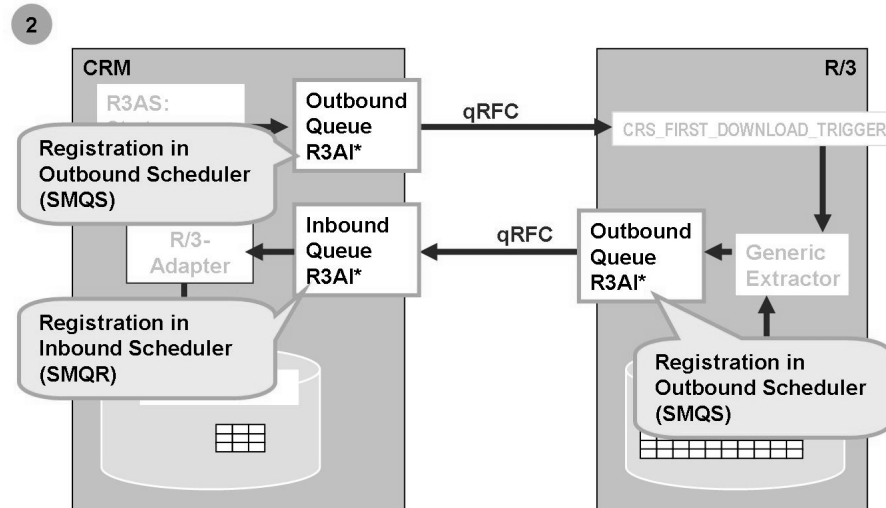 2
CRM
R/3
R3AS:
Outbound
Queue
R3AI*
qRFC
CRS_FIRST_DOWNLOAD_TRIGGER
Registration in
Outbound Scheduler
(SMQS)
R/3-
Adapter
Inbound
Queue
R3AI*
qRFC
Outbound
Queue
R3AI*
Generic
Extractor
Registration in
Inbound Scheduler
(SMQR)
Registration in
Outbound Scheduler
(SMQS)